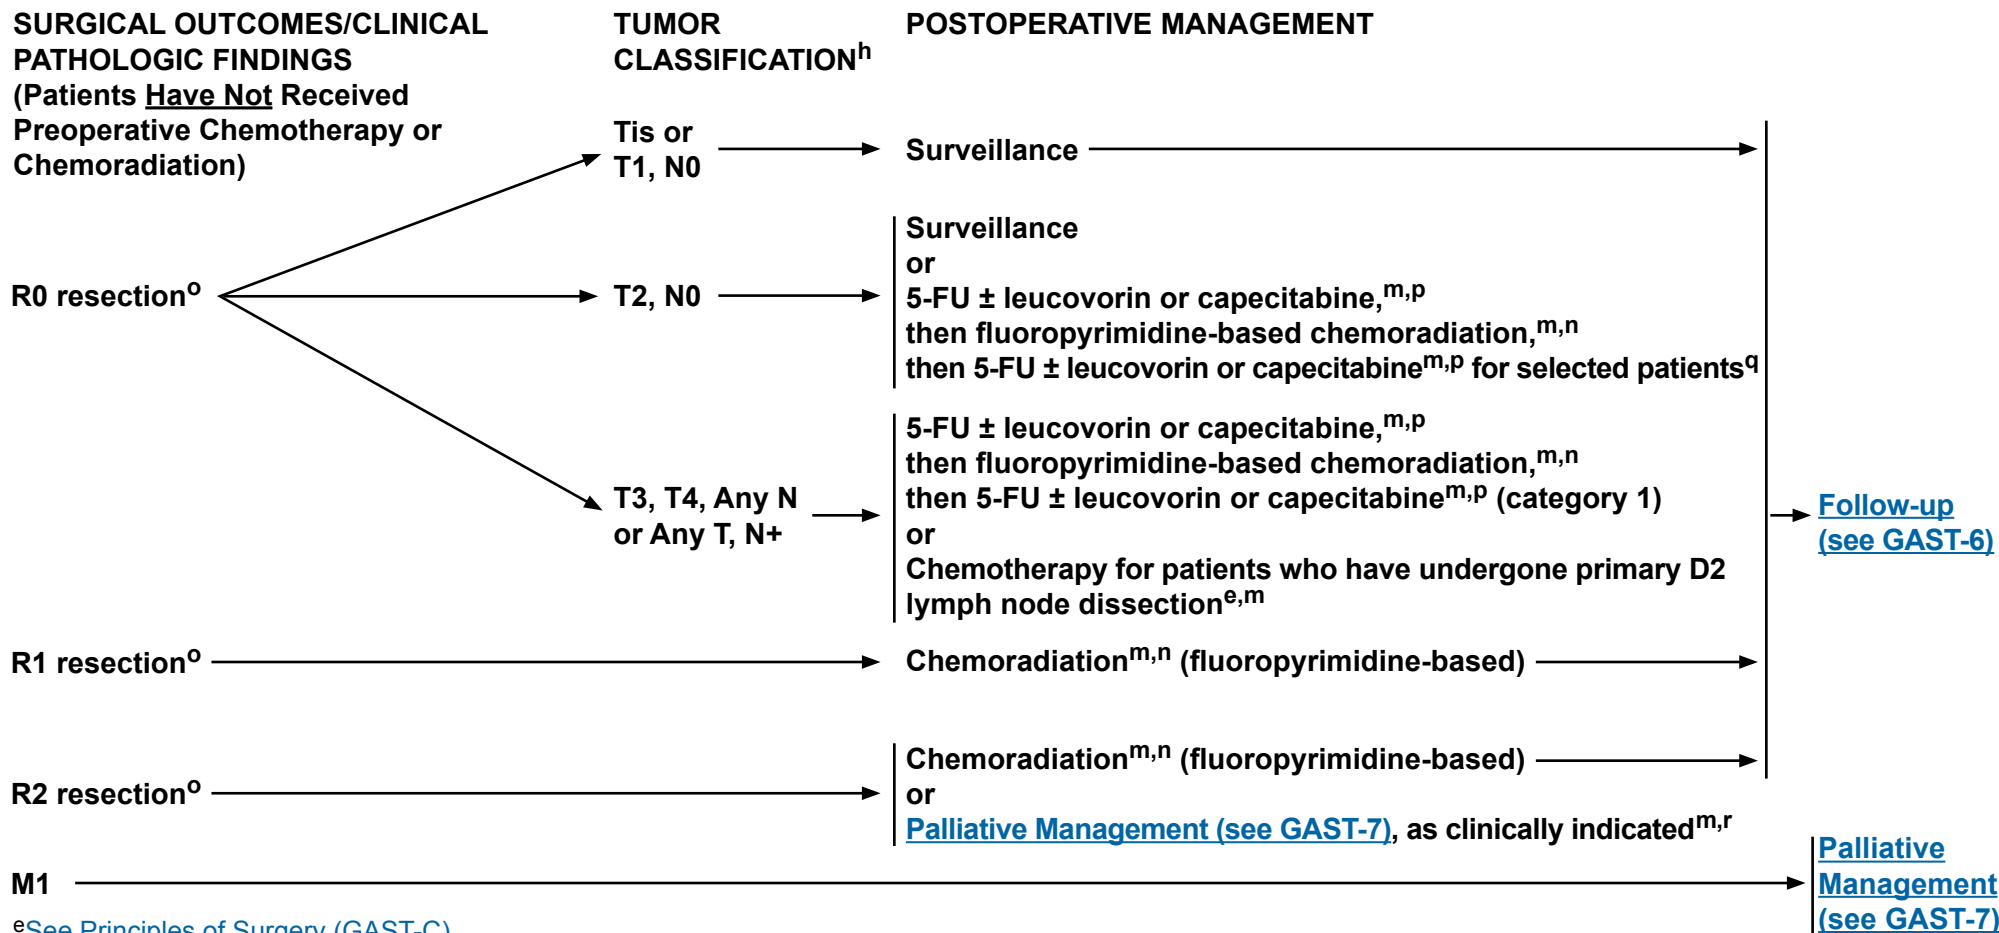 SURGICAL OUTCOMES/CLINICAL
PATHOLOGIC FINDINGS
(Patients Have Not Received
Preoperative Chemotherapy or
Chemoradiation)
TUMOR
CLASSIFICATIONh
POSTOPERATIVE MANAGEMENT
R0 resectiono
Tis or
T1, N0
Surveillance
T2, N0
Surveillance
or
5-FU ± leucovorin or capecitabine,m,p
then fluoropyrimidine-based chemoradiation,m,n
then 5-FU ± leucovorin or capecitabinem,p for selected patientsq
T3, T4, Any N
or Any T, N+
5-FU ± leucovorin or capecitabine,m,p
then fluoropyrimidine-based chemoradiation,m,n
then 5-FU ± leucovorin or capecitabinem,p (category 1)
or
Chemotherapy for patients who have undergone primary D2
lymph node dissectione,m
Follow-up
(see GAST-6)
R1 resectiono
Chemoradiationm,n (fluoropyrimidine-based)
R2 resectiono
Chemoradiationm,n (fluoropyrimidine-based)
or
Palliative Management (see GAST-7), as clinically indicatedm,r
M1
Palliative
Management
(see GAST-7)
eSee Principles of Surgery (GAST-C)